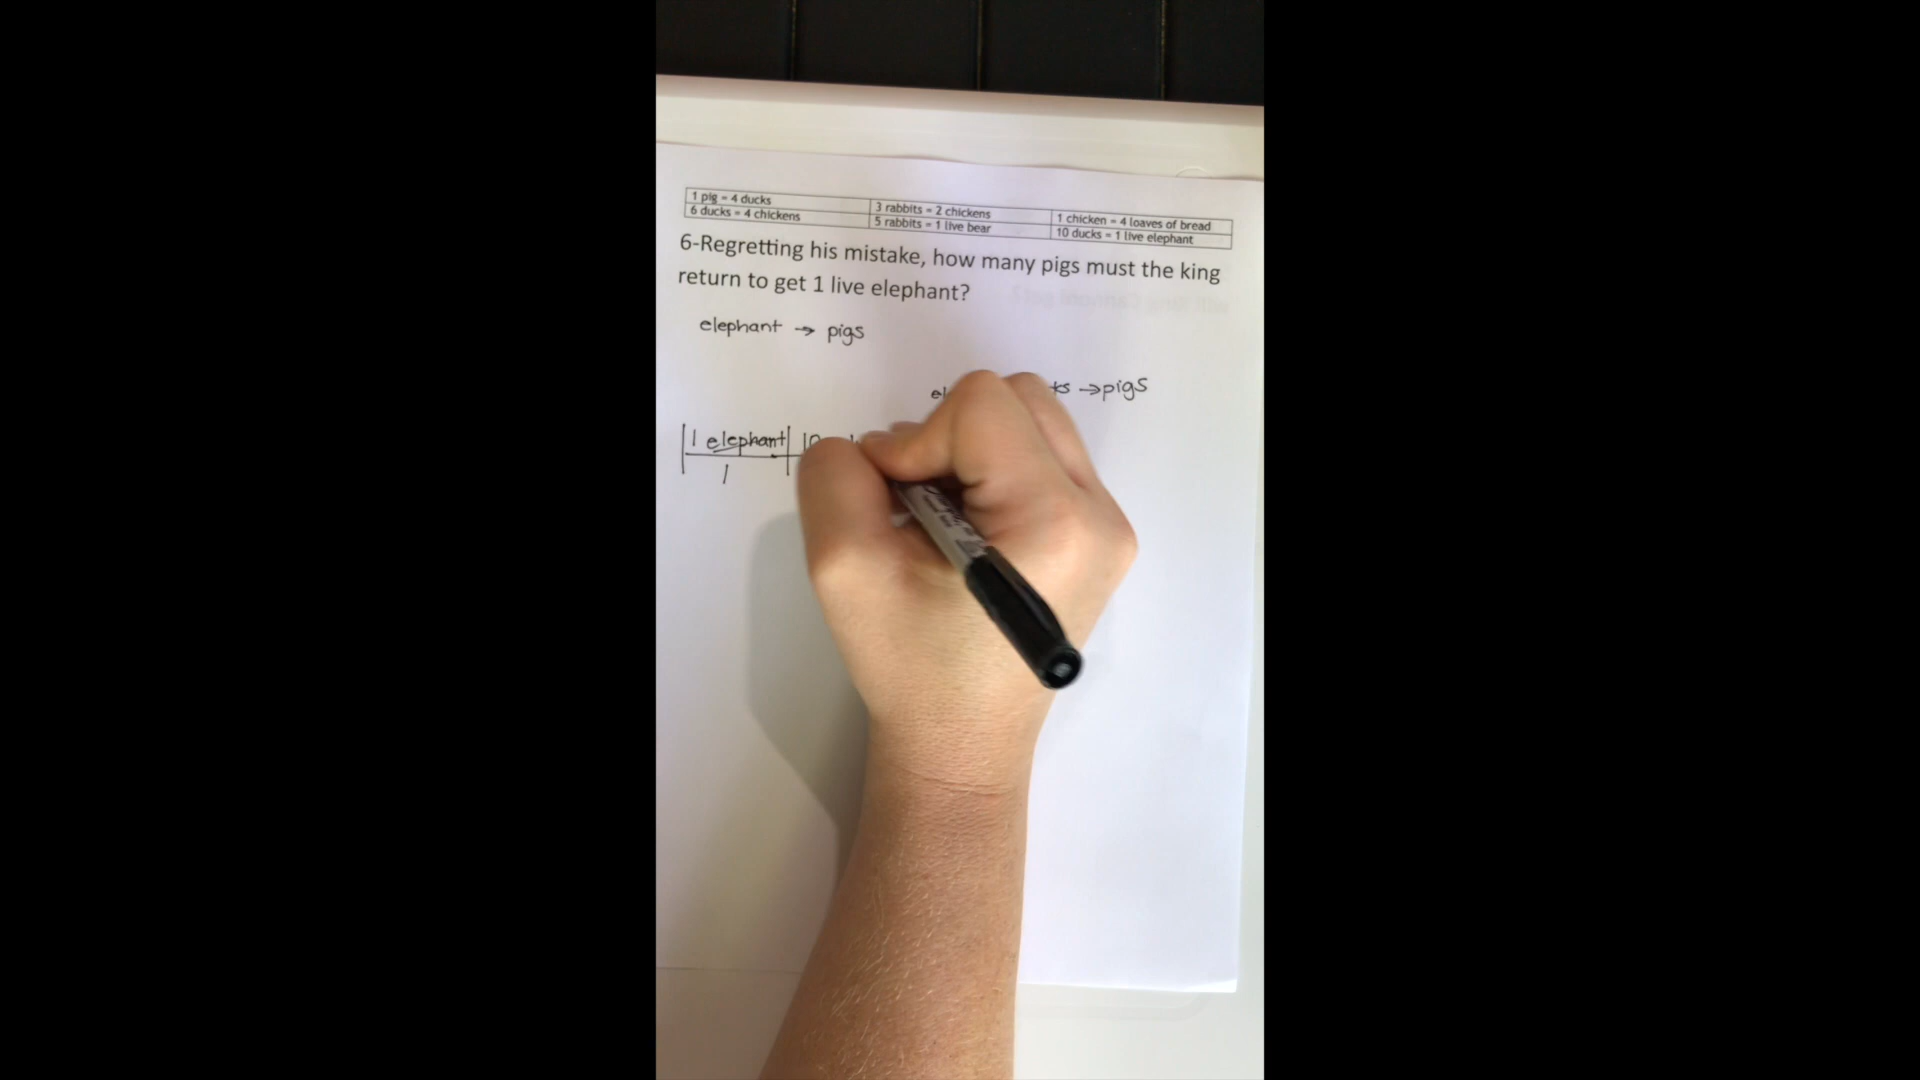 1 pig = 4 ducks
3 rabbits = 2 chickens
1 chicken = 4 loaves of bread
6 ducks = 4 chickens
5 rabbits = 1 live bear
10 ducks = 1 live elephant
6-Regretting his mistake, how many pigs must the king
return to get 1 live elephant?
elephant → pigs
→pigs
1 elephant 10
1